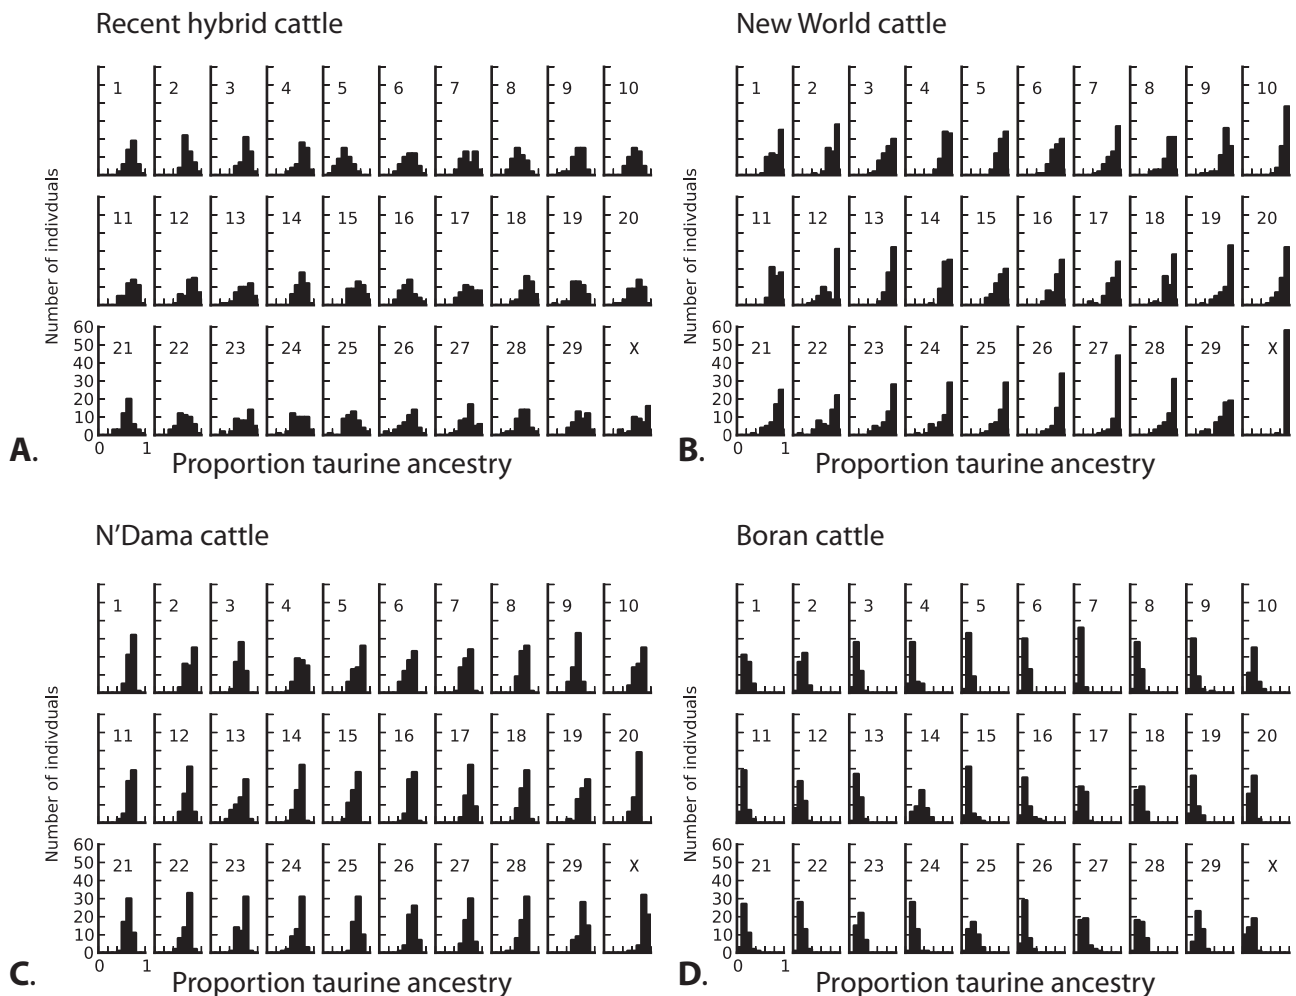 Recent hybrid cattle
Number of indivduals
1 2 3 4 5 6 7 8 9 10
11 12 13 14 15 16 17 18 19 20
60
50
40
30
20
10
0
21 22 23 24 25 26 27 28 29 X
0 1
A.
Proportion taurine ancestry
New World cattle
Number of indivduals
1 2 3 4 5 6 7 8 9 10
11 12 13 14 15 16 17 18 19 20
60
50
40
30
20
10
0
21 22 23 24 25 26 27 28 29 X
0 1
B.
Proportion taurine ancestry
N'Dama cattle
Number of indivduals
1 2 3 4 5 6 7 8 9 10
11 12 13 14 15 16 17 18 19 20
60
50
40
30
20
10
0
21 22 23 24 25 26 27 28 29 X
0 1
C.
Proportion taurine ancestry
Boran cattle
Number of indivduals
1 2 3 4 5 6 7 8 9 10
11 12 13 14 15 16 17 18 19 20
60
50
40
30
20
10
0
21 22 23 24 25 26 27 28 29 X
0 1
D.
Proportion taurine ancestry